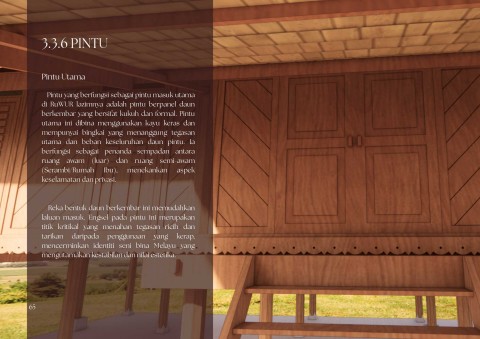 3.3.6 PINTU
Pintu Utama
Pintu yang berfungsi sebagai pintu masuk utama
di RuWUR lazimnya adalah pintu berpanel daun
berkembar yang bersifat kukuh dan formal. Pintu
utama ini dibina menggunakan kayu keras dan
mempunyai bingkai yang menanggung tegasan
utama dan beban keseluruhan daun pintu. Ia
berfungsi sebagai penanda sempadan antara
ruang awam (luar) dan ruang semi-awam
(Serambi/Rumah Ibu), menekankan aspek
keselamatan dan privasi.
Reka bentuk daun berkembar ini memudahkan
laluan masuk. Engsel pada pintu ini merupakan
titik kritikal yang menahan tegasan ricih dan
tarikan daripada penggunaan yang kerap,
mencerminkan identiti seni bina Melayu yang
mengutamakan kestabilan dan nilai estetika.
65